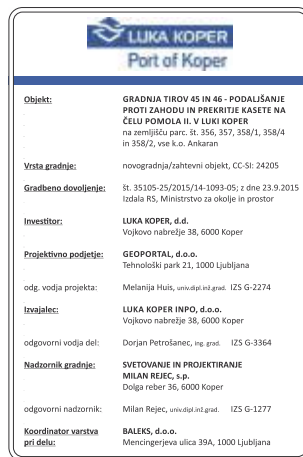 LUKA KOPER
Port of Koper
Objekt: GRADNJA TIROV 45 IN 46 - PODALJŠANJE
PROTI ZAHODU IN PREKRITJE KASETE NA
ČELU POMOLA II. V LUKI KOPER
na zemljišču parc. št. 356, 357, 358/1, 358/4
in 358/2, vse k.o. Ankaran
Vrsta gradnje: novogradnja/zahtevni objekt, CC-SI: 24205
Gradbeno dovoljenje: št. 35105-25/2015/14-1093-05; z dne 23.9.2015
Izdala RS, Ministrstvo za okolje in prostor
Investitor: LUKA KOPER, d.d.
Vojkovo nabrežje 38, 6000 Koper
Projektivno podjetje: GEOPORTAL, d.o.o.
Tehnološki park 21, 1000 Ljubljana
odg. vodja projekta: Melanija Huis, univ.dipl.inž.grad. IZS G-2274
Izvajalec: LUKA KOPER INPO, d.o.o.
Vojkovo nabrežje 38, 6000 Koper
odgovorni vodja del: Dorjan Petrošanec, ing. grad. IZS G-3364
Nadzornik gradnje: SVETOVANJE IN PROJEKTIRANJE
MILAN REJEC, s.p.
Dolga reber 36, 6000 Koper
odgovorni nadzornik: Milan Rejec, univ.dipl.inž.grad. IZS G-1277
Koordinator varstva BALEKS, d.o.o.
pri delu: Mencingerjeva ulica 39A, 1000 Ljubljana